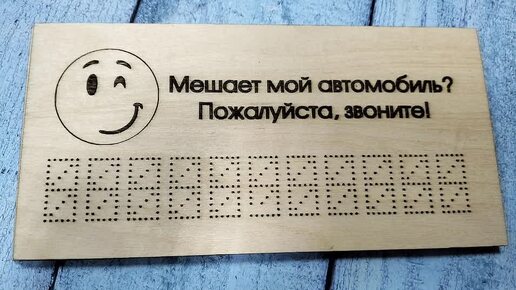 Мешает мой автомобиль?
Пожалуйста, звоните!